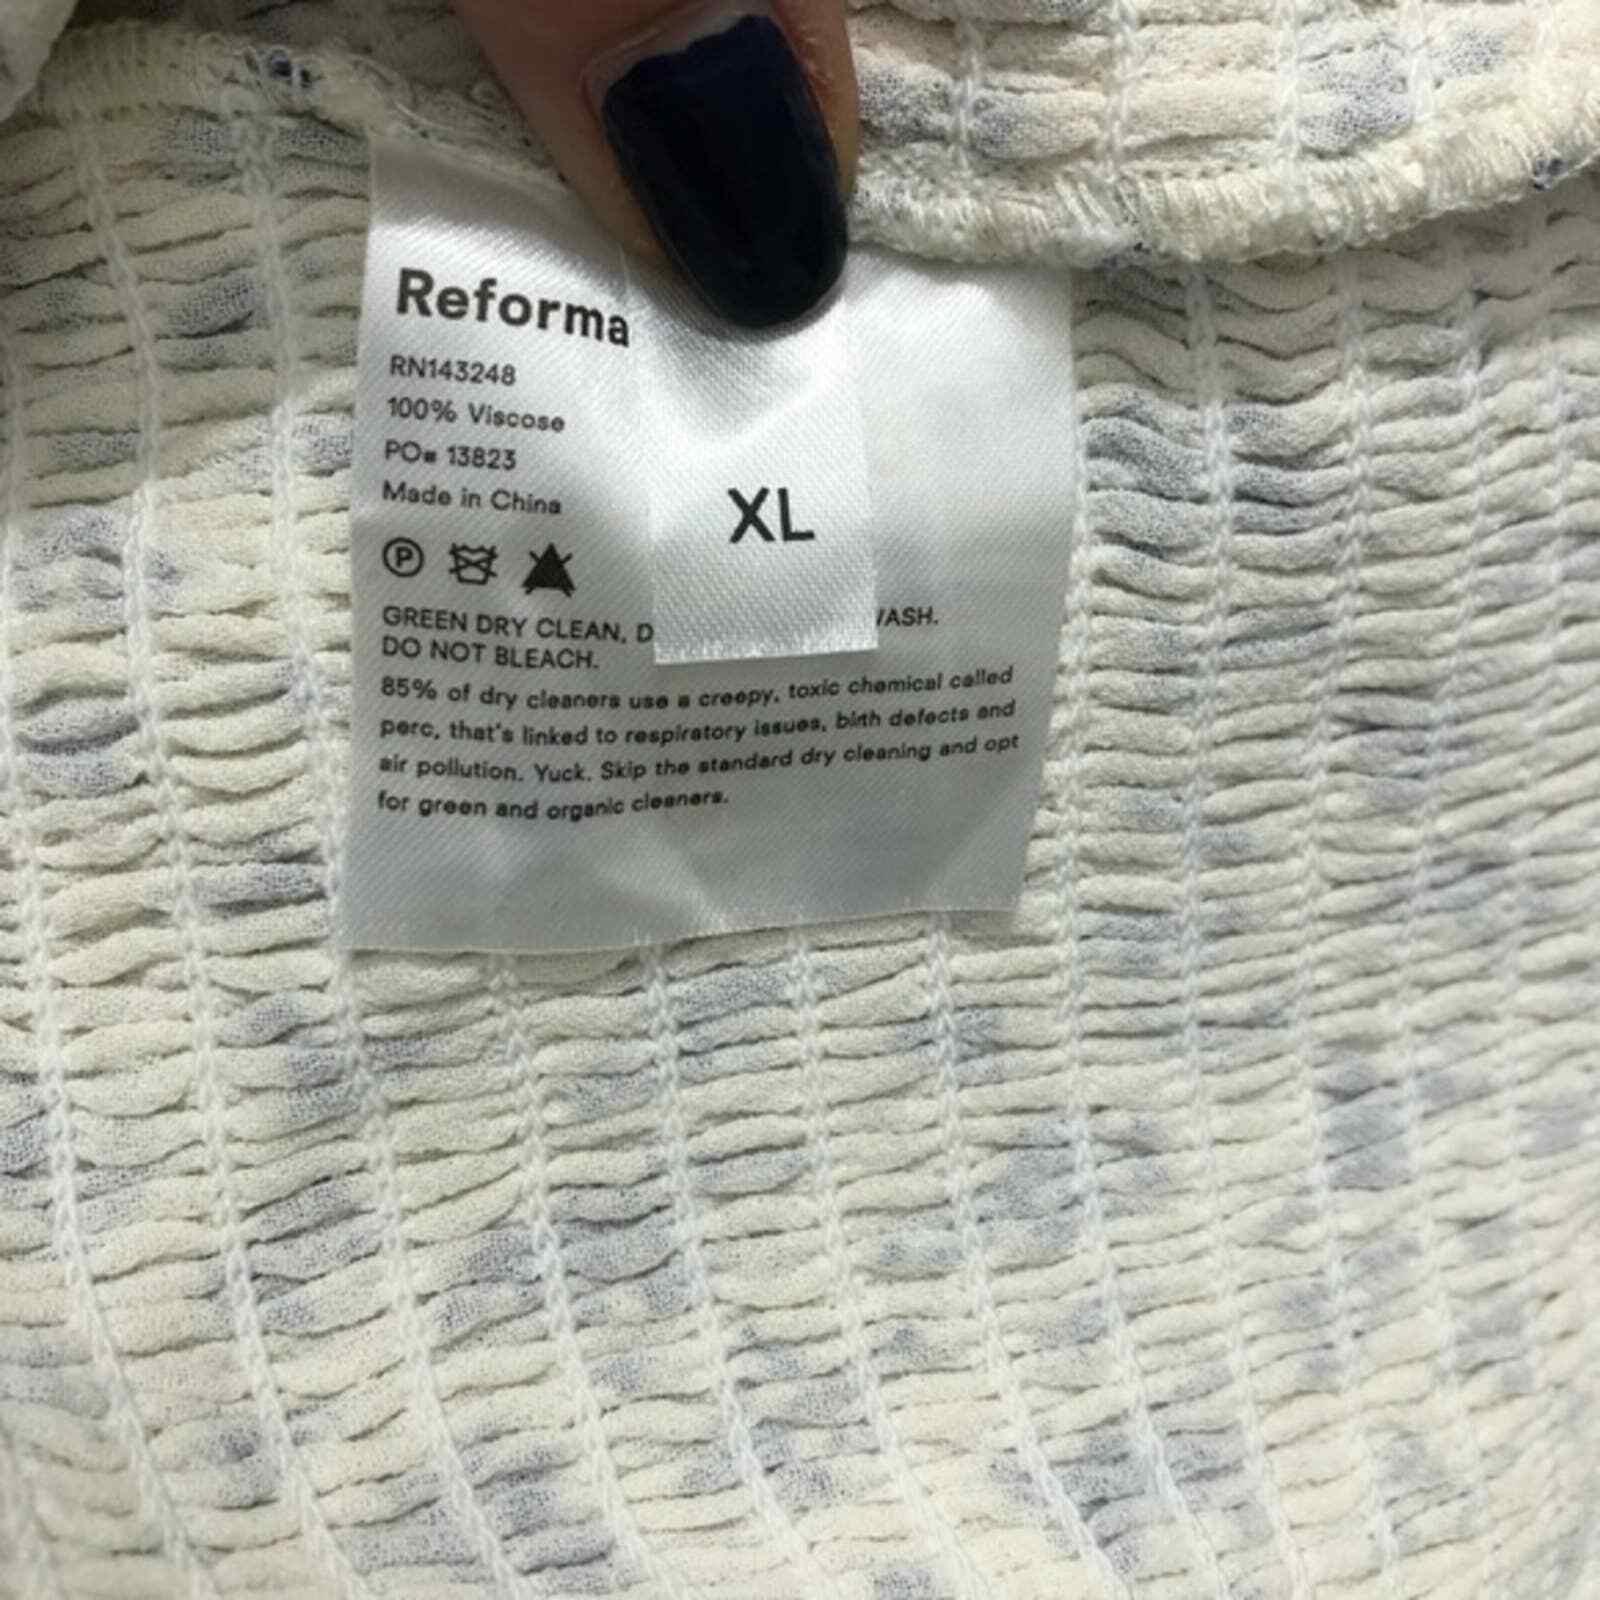 Reforma
RN143248
100% Viscose
PO# 13823
Made in China
P
XL
GREEN DRY CLEAN, D /ASH.
DO NOT BLEACH.
85% of dry cleaners use a creepy, toxic chemical called
perc, that's linked to respiratory issues, birth defects and
air pollution. Yuck. Skip the standard dry cleaning and opt
for green and organic cleaners.